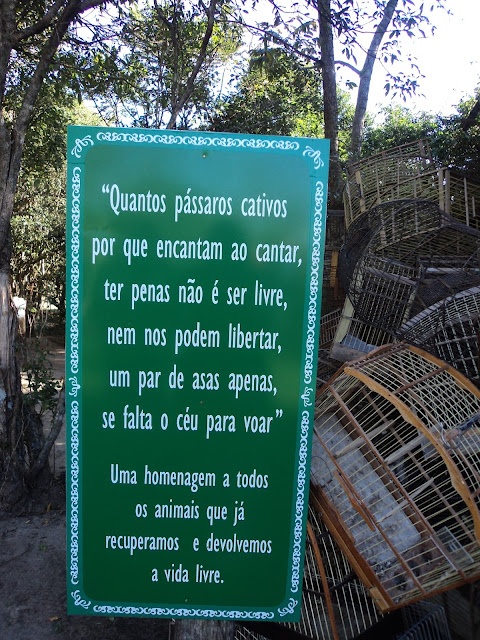 “Quantos pássaros cativos
por que encantam ao cantar,
ter penas não é ser livre,
nem nos podem libertar,
um par de asas apenas,
se falta o céu para voar”
Uma homenagem a todos
os animais que já
recuperamos e devolvemos
a vida livre.